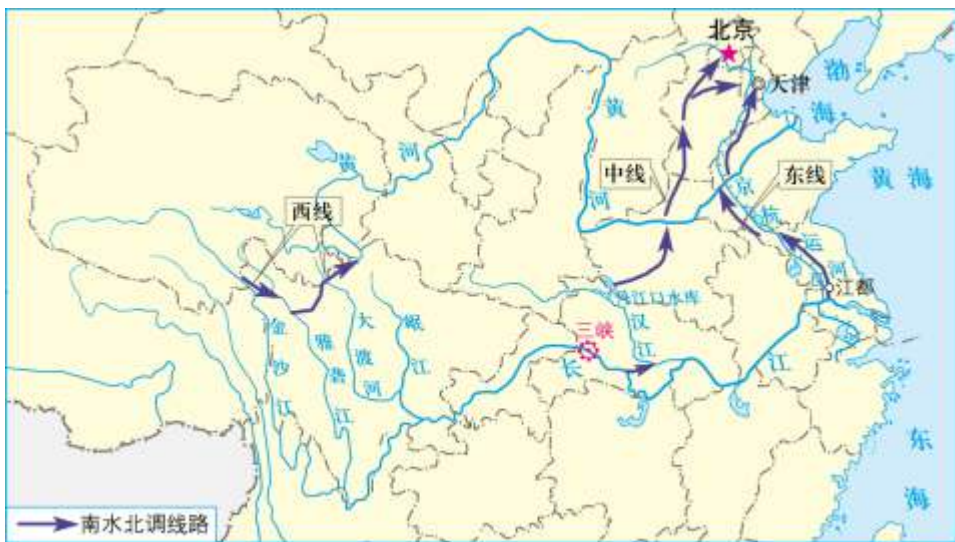 北京
天津
渤海
黄河
黄河
黄海
中线
东线
西线
京杭运河
江都
丹江口水库
汉江
三峡
长江
金沙江
雅砻江
大渡河
岷江
东海
南水北调线路